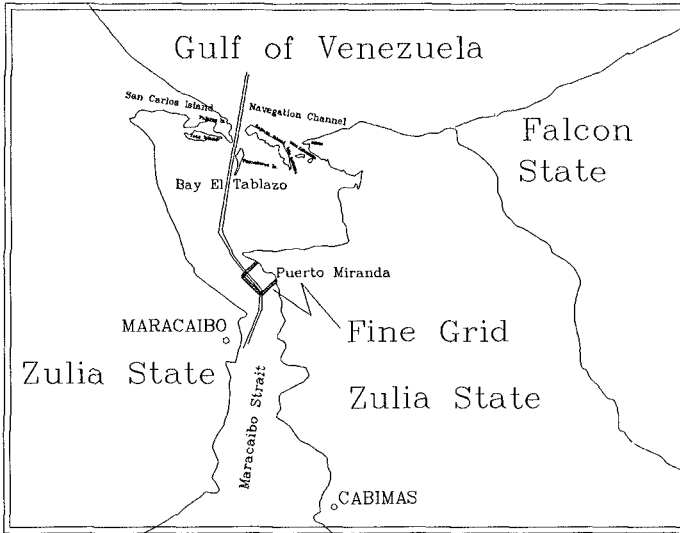 Gulf of Venezuela
San Carlos Island
Navigation Channel
Falcon
State
Bay El Tablazo
Puerto Miranda
MARACAIBO
Fine Grid
Zulia State
Zulia State
Maracaibo Strait
CABIMAS